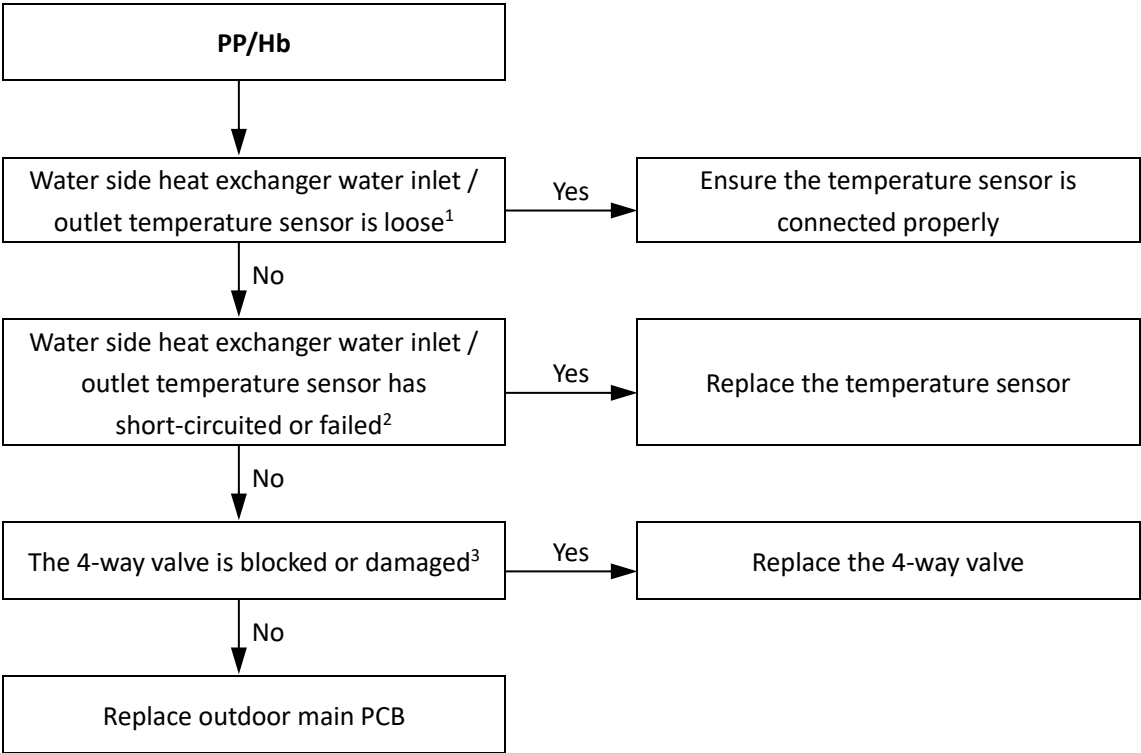 PP/Hb
Water side heat exchanger water inlet /
outlet temperature sensor is loose¹
Yes
Ensure the temperature sensor is
connected properly
No
Water side heat exchanger water inlet /
outlet temperature sensor has
short-circuited or failed²
Yes
Replace the temperature sensor
No
The 4-way valve is blocked or damaged³
Yes
Replace the 4-way valve
No
Replace outdoor main PCB